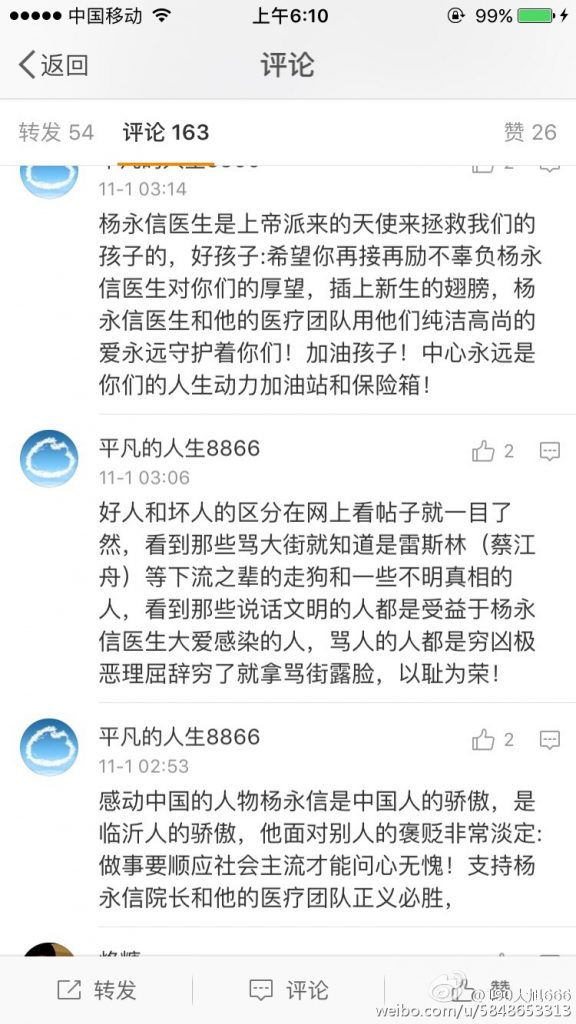 中国移动 上午6:10 99%
返回 评论
转发 54 评论 163 赞 26
平凡的人生8866 2
11-1 03:14
杨永信医生是上帝派来的天使来拯救我们的
孩子的，好孩子:希望你再接再励不辜负杨永
信医生对你们的厚望，插上新生的翅膀，杨
永信医生和他的医疗团队用他们纯洁高尚的
爱永远守护着你们！加油孩子！中心永远是
你们的人生动力加油站和保险箱！
平凡的人生8866 2
11-1 03:06
好人和坏人的区分在网上看帖子就一目了
然，看到那些骂大街就知道是雷斯林（蔡江
舟）等下流之辈的走狗和一些不明真相的
人，看到那些说话文明的人都是受益于杨永
信医生大爱感染的人，骂人的人都是穷凶极
恶理屈辞穷了就拿骂街露脸，以耻为荣！
平凡的人生8866 2
11-1 02:53
感动中国的人物杨永信是中国人的骄傲，是
临沂人的骄傲，他面对别人的褒贬非常淡定:
做事要顺应社会主流才能问心无愧！支持杨
永信院长和他的医疗团队正义必胜，
转发 评论 赞
weibo.com/u/5848653313